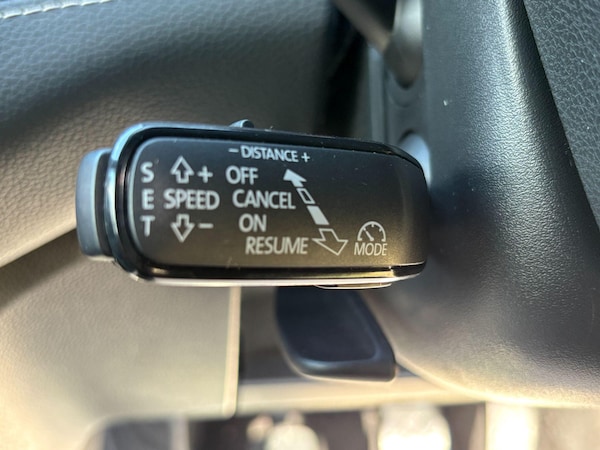 - DISTANCE +
S + OFF
E SPEED CANCEL
T - ON
RESUME MODE